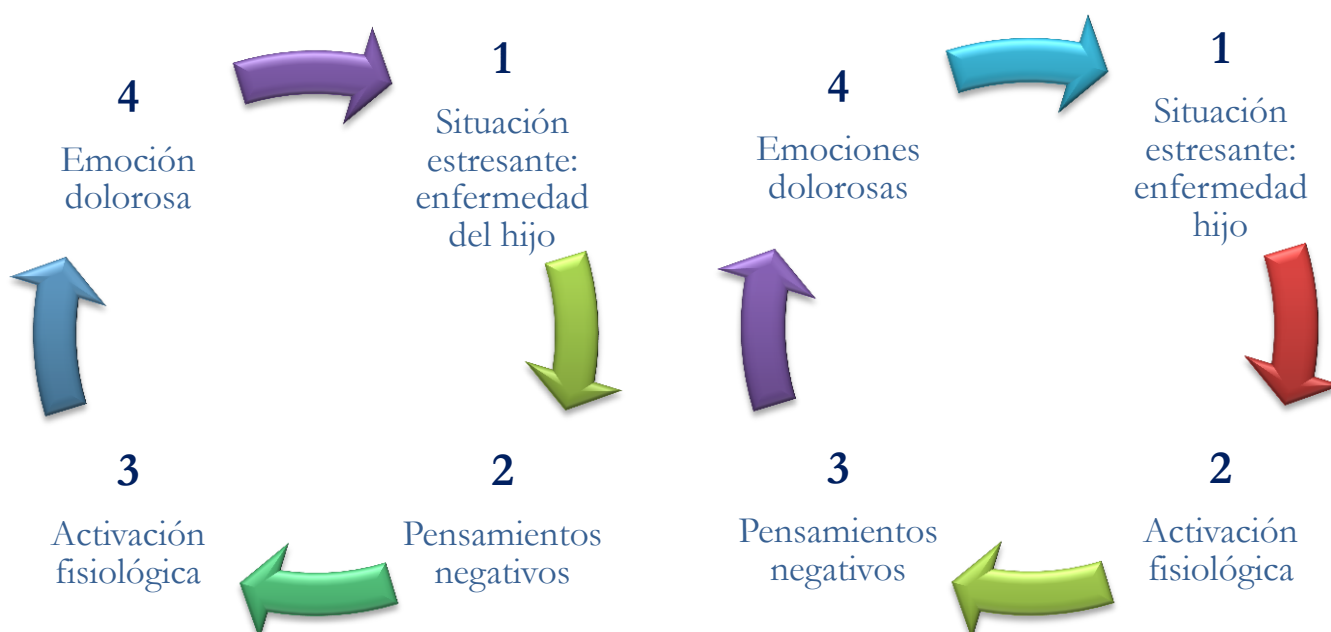 1
Situación
estresante:
enfermedad
del hijo
2
Pensamientos
negativos
3
Activación
fisiológica
4
Emoción
dolorosa
1
Situación
estresante:
enfermedad
hijo
2
Activación
fisiológica
3
Pensamientos
negativos
4
Emociones
dolorosas